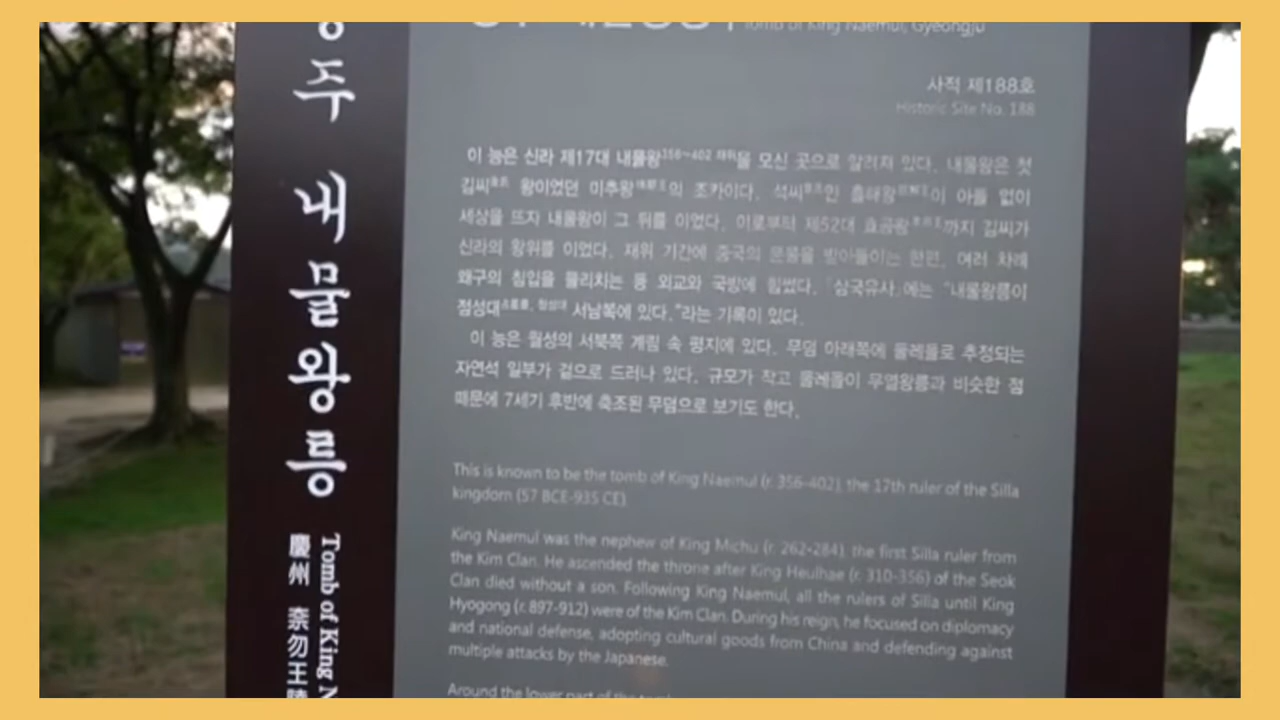 주 내물왕릉
慶州 奈勿王陵
Tomb of King
Tomb of King Naemul, Gyeongju
사적 제188호
Historic Site No. 188
이 능은 신라 제17대 내물왕356~402 재위을 모신 곳으로 알려져 있다. 내물왕은 첫
김씨 왕이었던 미추왕의 조카이다. 석씨인 흘해왕이 아들 없이
세상을 뜨자 내물왕이 그 뒤를 이었다. 이로부터 제52대 효공왕까지 김씨가
신라의 왕위를 이었다. 재위 기간에 중국의 문물을 받아들이는 한편, 여러 차례
왜구의 침입을 물리치는 등 외교와 국방에 힘썼다. 「삼국유사」에는 “내물왕릉이
점성대占星臺, 첨성대 서남쪽에 있다.”라는 기록이 있다.
이 능은 월성의 서북쪽 계림 속 평지에 있다. 무덤 아래쪽에 둘레돌로 추정되는
자연석 일부가 겉으로 드러나 있다. 규모가 작고 둘레돌이 무열왕릉과 비슷한 점
때문에 7세기 후반에 축조된 무덤으로 보기도 한다.
This is known to be the tomb of King Naemul (r. 356-402), the 17th ruler of the Silla
kingdom (57 BCE-935 CE).
King Naemul was the nephew of King Michu (r. 262-284), the first Silla ruler from
the Kim Clan. He ascended the throne after King Heulhae (r. 310-356) of the Seok
Clan died without a son. Following King Naemul, all the rulers of Silla until King
Hyogong (r. 897-912) were of the Kim Clan. During his reign, he focused on diplomacy
and national defense, adopting cultural goods from China and defending against
multiple attacks by the Japanese.
Around the lower part of the